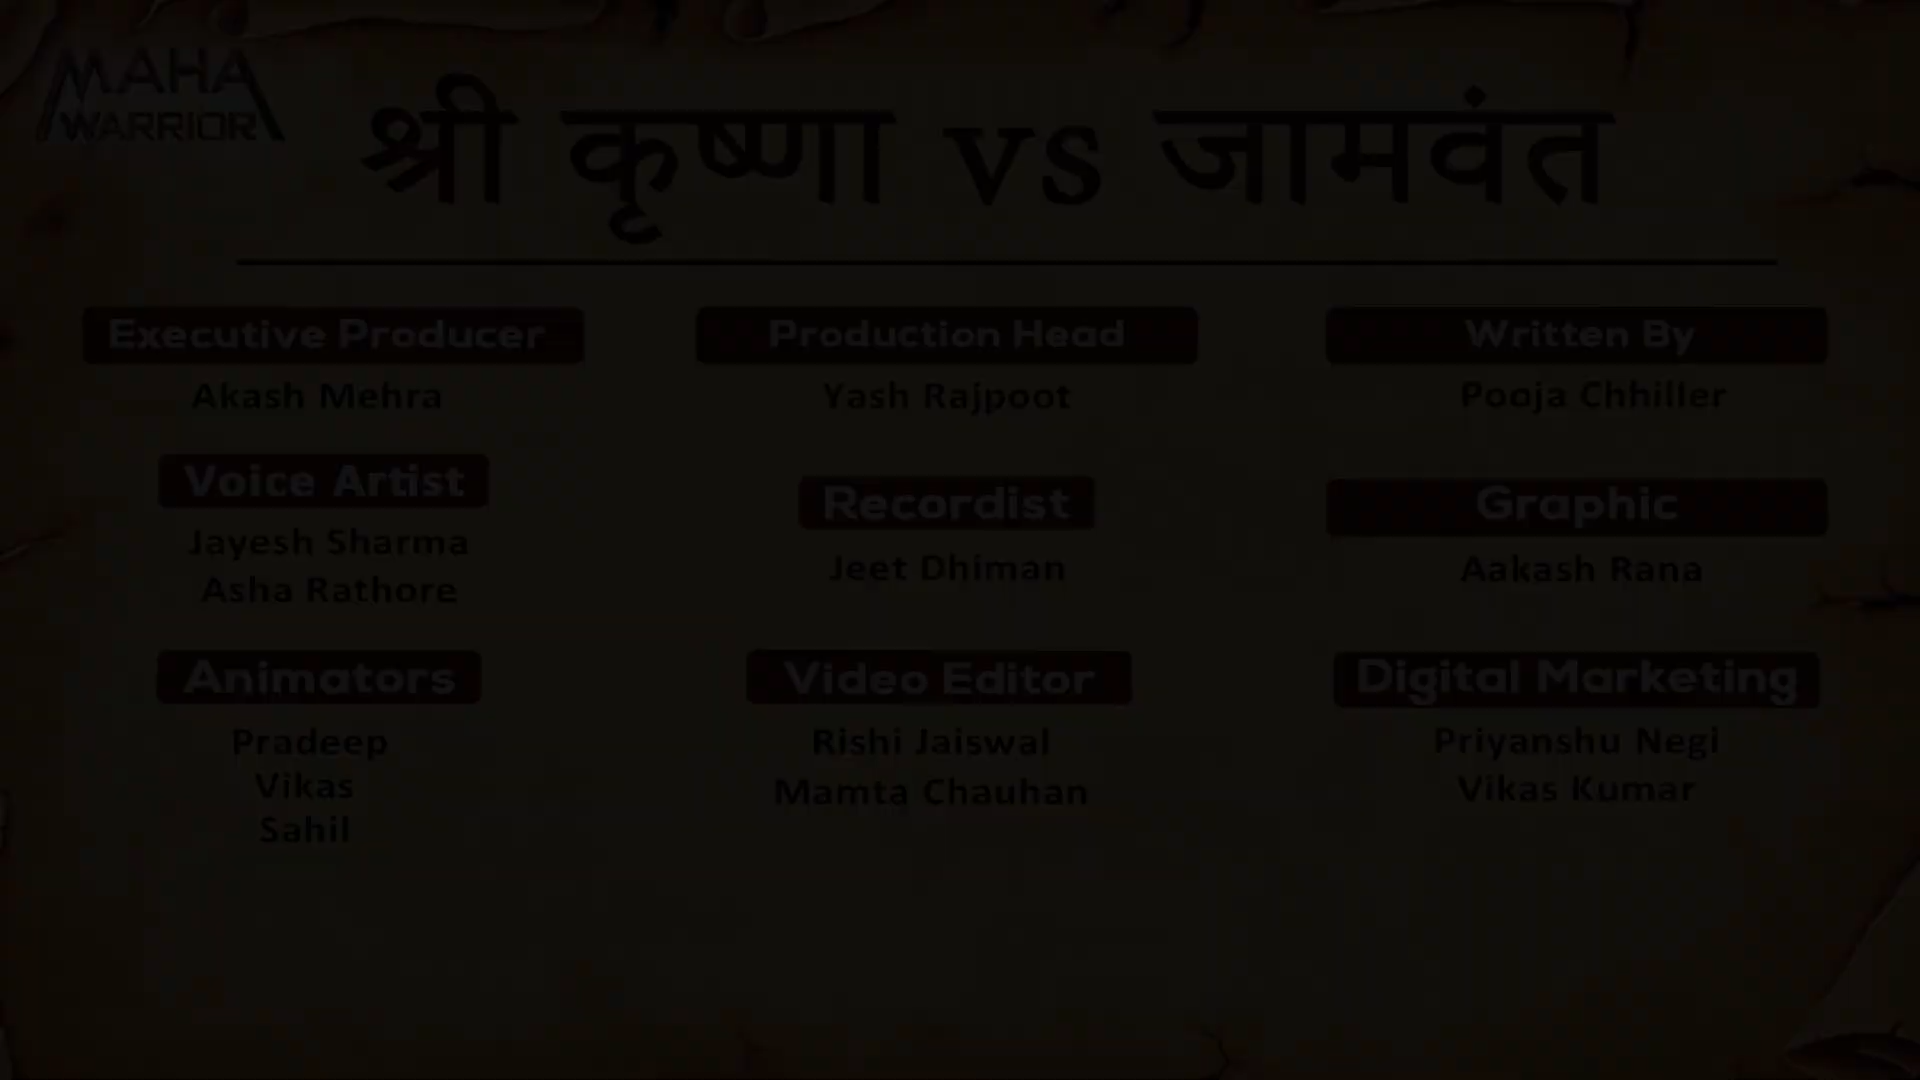 MAHA
WARRIOR
श्री कृष्णा vs जामवंत
Executive Producer
Akash Mehra
Production Head
Yash Rajpoot
Written By
Pooja Chhiller
Voice Artist
Jayesh Sharma
Asha Rathore
Recordist
Jeet Dhiman
Graphic
Aakash Rana
Animators
Pradeep
Vikas
Sahil
Video Editor
Rishi Jaiswal
Mamta Chauhan
Digital Marketing
Priyanshu Negi
Vikas Kumar